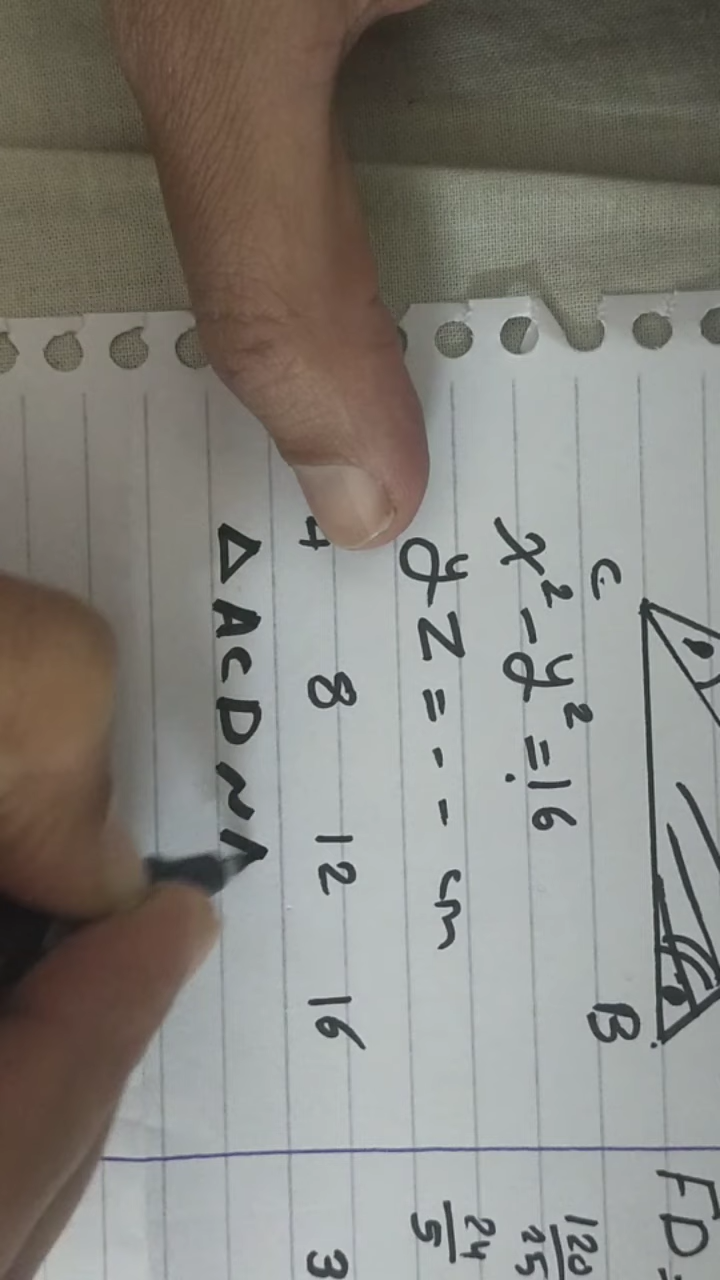 C
B
x² - y² = 16
yz = - - cm
4 8 12 16
△ ACD ~
FD
120
25
24
5
3